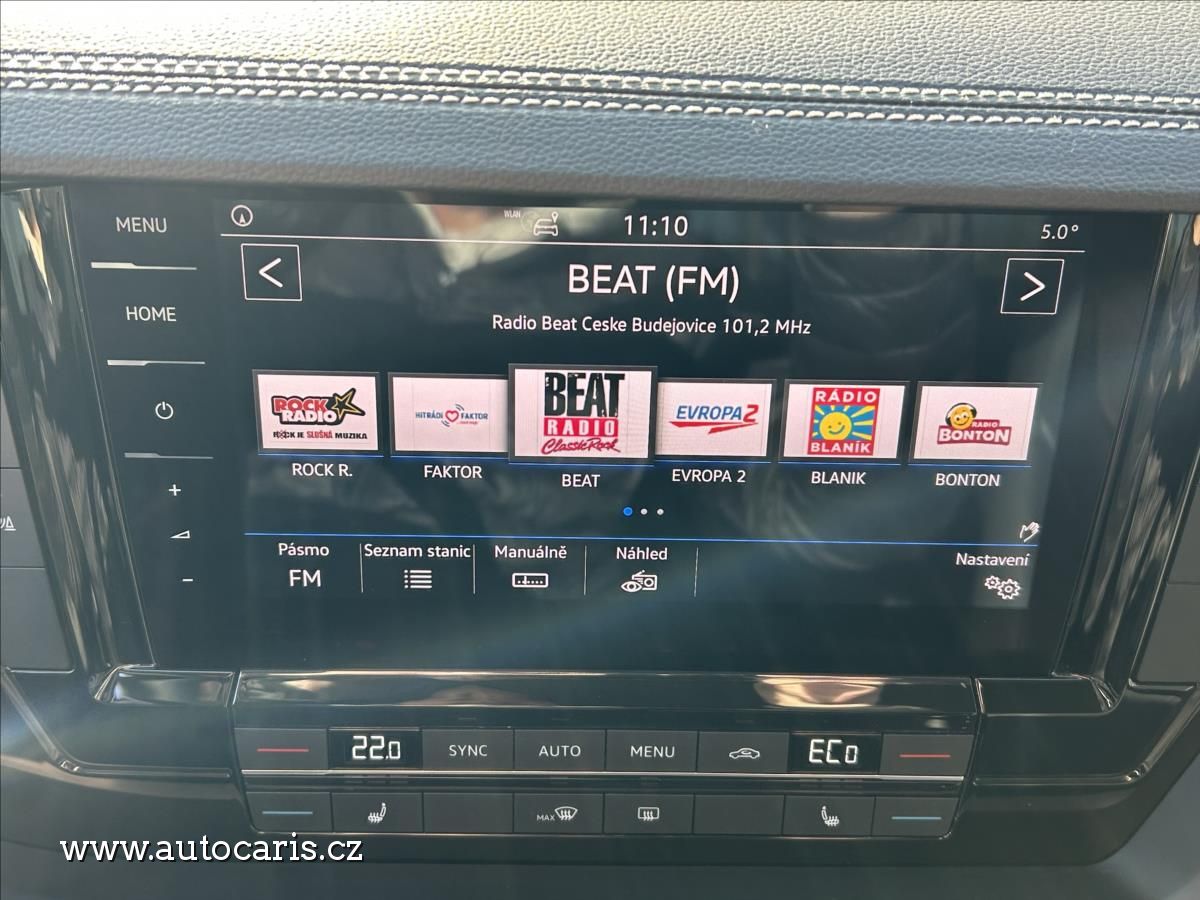 MENU
HOME
+
-
WLAN
11:10
5.0°
<
BEAT (FM)
>
Radio Beat Ceske Budejovice 101,2 MHz
ROCK
RADIO
ROCK JE SLUŠNÁ MUZIKA
HITRÁDIO FAKTOR
BEAT
RADIO
Classic Rock
EVROPA 2
RÁDIO
BLANÍK
RADIO
BONTON
ROCK R.
FAKTOR
BEAT
EVROPA 2
BLANIK
BONTON
Pásmo
FM
Seznam stanic
Manuálně
Náhled
Nastavení
22.0
SYNC
AUTO
MENU
ECO
MAX
www.autocaris.cz